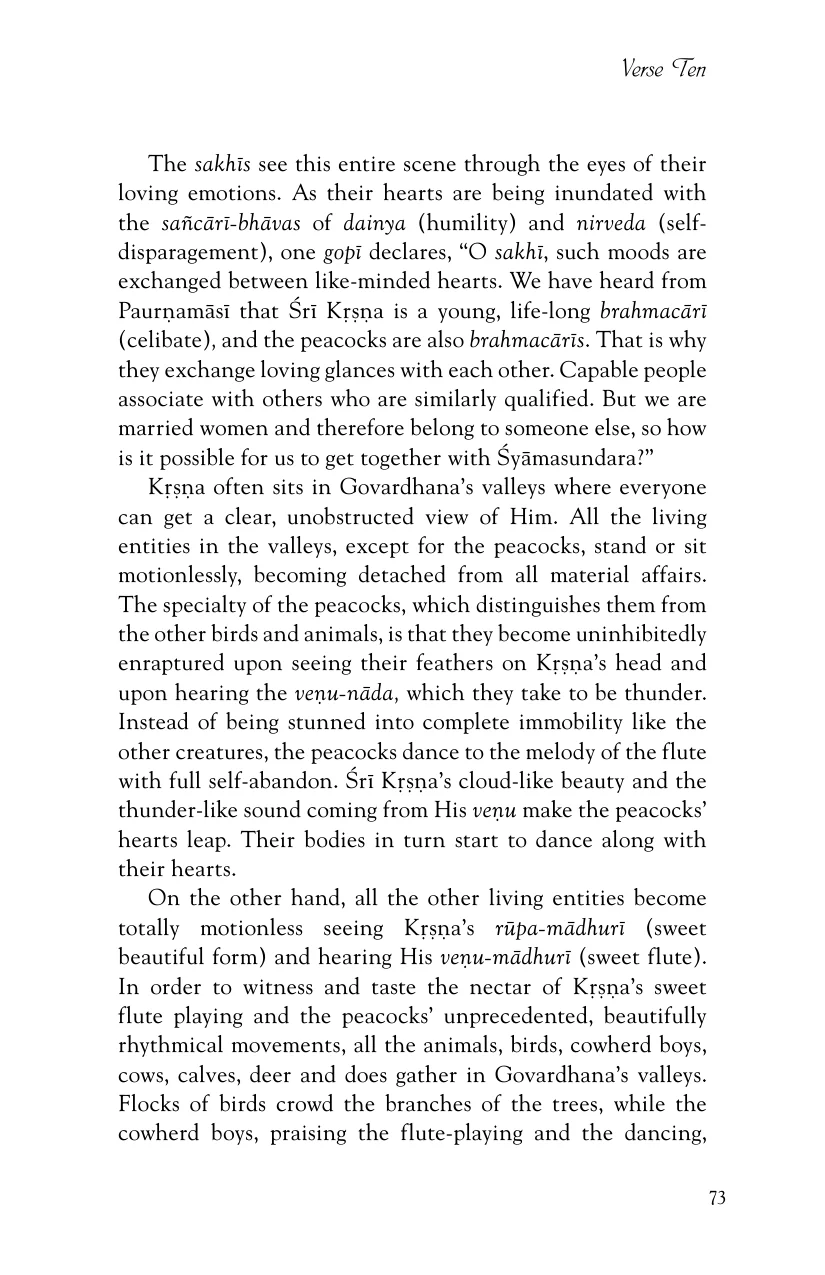 Verse Ten
The sakhīs see this entire scene through the eyes of their
loving emotions. As their hearts are being inundated with
the sañcārī-bhāvas of dainya (humility) and nirveda (self-
disparagement), one gopī declares, “O sakhī, such moods are
exchanged between like-minded hearts. We have heard from
Paurṇamāsī that Śrī Kṛṣṇa is a young, life-long brahmacārī
(celibate), and the peacocks are also brahmacārīs. That is why
they exchange loving glances with each other. Capable people
associate with others who are similarly qualified. But we are
married women and therefore belong to someone else, so how
is it possible for us to get together with Śyāmasundara?”
Kṛṣṇa often sits in Govardhana’s valleys where everyone
can get a clear, unobstructed view of Him. All the living
entities in the valleys, except for the peacocks, stand or sit
motionlessly, becoming detached from all material affairs.
The specialty of the peacocks, which distinguishes them from
the other birds and animals, is that they become uninhibitedly
enraptured upon seeing their feathers on Kṛṣṇa’s head and
upon hearing the veṇu-nāda, which they take to be thunder.
Instead of being stunned into complete immobility like the
other creatures, the peacocks dance to the melody of the flute
with full self-abandon. Śrī Kṛṣṇa’s cloud-like beauty and the
thunder-like sound coming from His veṇu make the peacocks’
hearts leap. Their bodies in turn start to dance along with
their hearts.
On the other hand, all the other living entities become
totally motionless seeing Kṛṣṇa’s rūpa-mādhurī (sweet
beautiful form) and hearing His veṇu-mādhurī (sweet flute).
In order to witness and taste the nectar of Kṛṣṇa’s sweet
flute playing and the peacocks’ unprecedented, beautifully
rhythmical movements, all the animals, birds, cowherd boys,
cows, calves, deer and does gather in Govardhana’s valleys.
Flocks of birds crowd the branches of the trees, while the
cowherd boys, praising the flute-playing and the dancing,
73